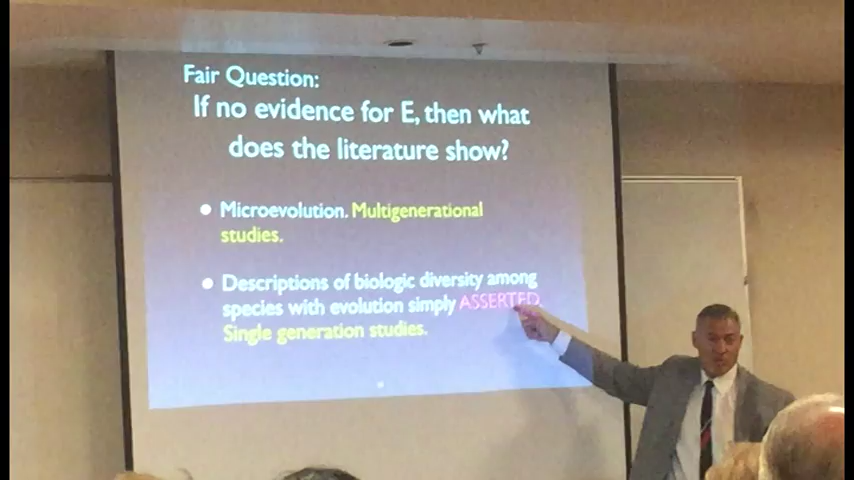 Fair Question:
If no evidence for E, then what
does the literature show?
• Microevolution. Multigenerational
studies.
• Descriptions of biologic diversity among
species with evolution simply ASSERTED.
Single generation studies.